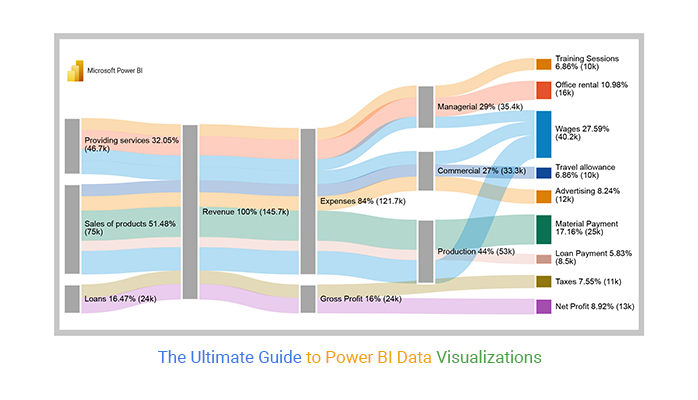 Microsoft Power BI
Providing services 32.05%
(46.7k)
Sales of products 51.48%
(75k)
Loans 16.47% (24k)
Revenue 100% (145.7k)
Expenses 84% (121.7k)
Gross Profit 16% (24k)
Managerial 29% (35.4k)
Commercial 27% (33.3k)
Production 44% (53k)
Training Sessions
6.86% (10k)
Office rental 10.98%
(16k)
Wages 27.59%
(40.2k)
Travel allowance
6.86% (10k)
Advertising 8.24%
(12k)
Material Payment
17.16% (25k)
Loan Payment 5.83%
(8.5k)
Taxes 7.55% (11k)
Net Profit 8.92% (13k)
The Ultimate Guide to Power BI Data Visualizations